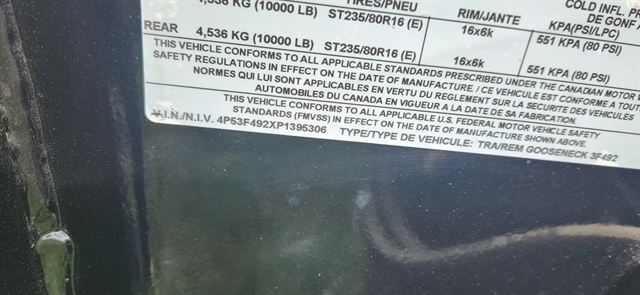 4,536 KG (10000 LB) TIRES/PNEU RIM/JANTE COLD INFL. PR
ST235/80R16 (E) 16x6k KPA(PSI/LPC)
REAR 4,536 KG (10000 LB) ST235/80R16 (E) 16x6k 551 KPA (80 PSI)
551 KPA (80 PSI)
THIS VEHICLE CONFORMS TO ALL APPLICABLE STANDARDS PRESCRIBED UNDER THE CANADIAN MOTOR V
SAFETY REGULATIONS IN EFFECT ON THE DATE OF MANUFACTURE. / CE VEHICULE EST CONFORME A TOU
NORMES QUI LUI SONT APPLICABLES EN VERTU DU REGLEMENT SUR LA SECURITE DES VEHICULES
AUTOMOBILES DU CANADA EN VIGUEUR A LA DATE DE SA FABRICATION.
THIS VEHICLE CONFORMS TO ALL APPLICABLE U.S. FEDERAL MOTOR VEHICLE SAFETY
STANDARDS (FMVSS) IN EFFECT ON THE DATE OF MANUFACTURE SHOWN ABOVE.
V.I.N./N.I.V. 4P53F492XP1395306 TYPE/TYPE DE VEHICULE: TRA/REM GOOSENECK 3F492